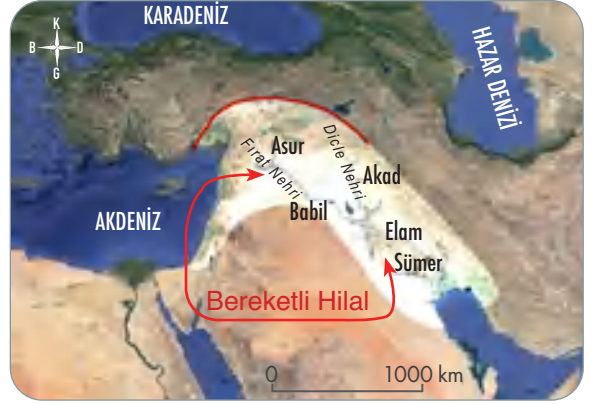 KARADENİZ
K
B D
G
HAZAR DENİZİ
Asur
Fırat Nehri
Dicle Nehri
Akad
AKDENİZ
Babil
Elam
Sümer
Bereketli Hilal
0 1000 km